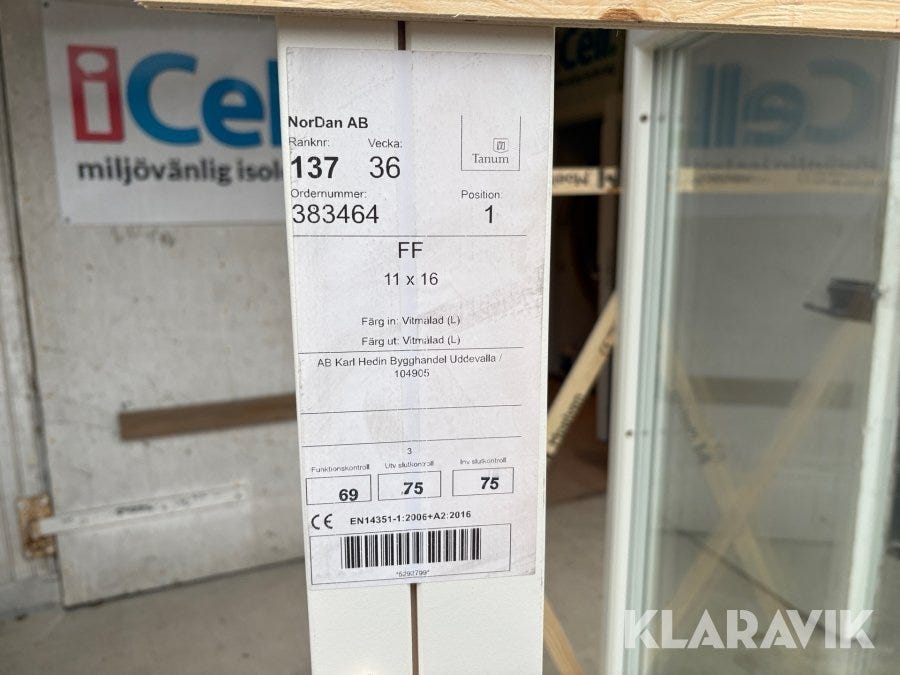 iCell
miljövänlig isol
NorDan AB
Ranknr: Vecka:
137 36
Tanum
Ordernummer: Position:
383464 1
FF
11 x 16
Färg in: Vitmålad (L)
Färg ut: Vitmålad (L)
AB Karl Hedin Bygghandel Uddevalla /
104905
3
Funktionskontroll Utv slutkontroll Inv slutkontroll
69 75 75
CE EN14351-1:2006+A2:2016
*5292799*
KLARAVIK